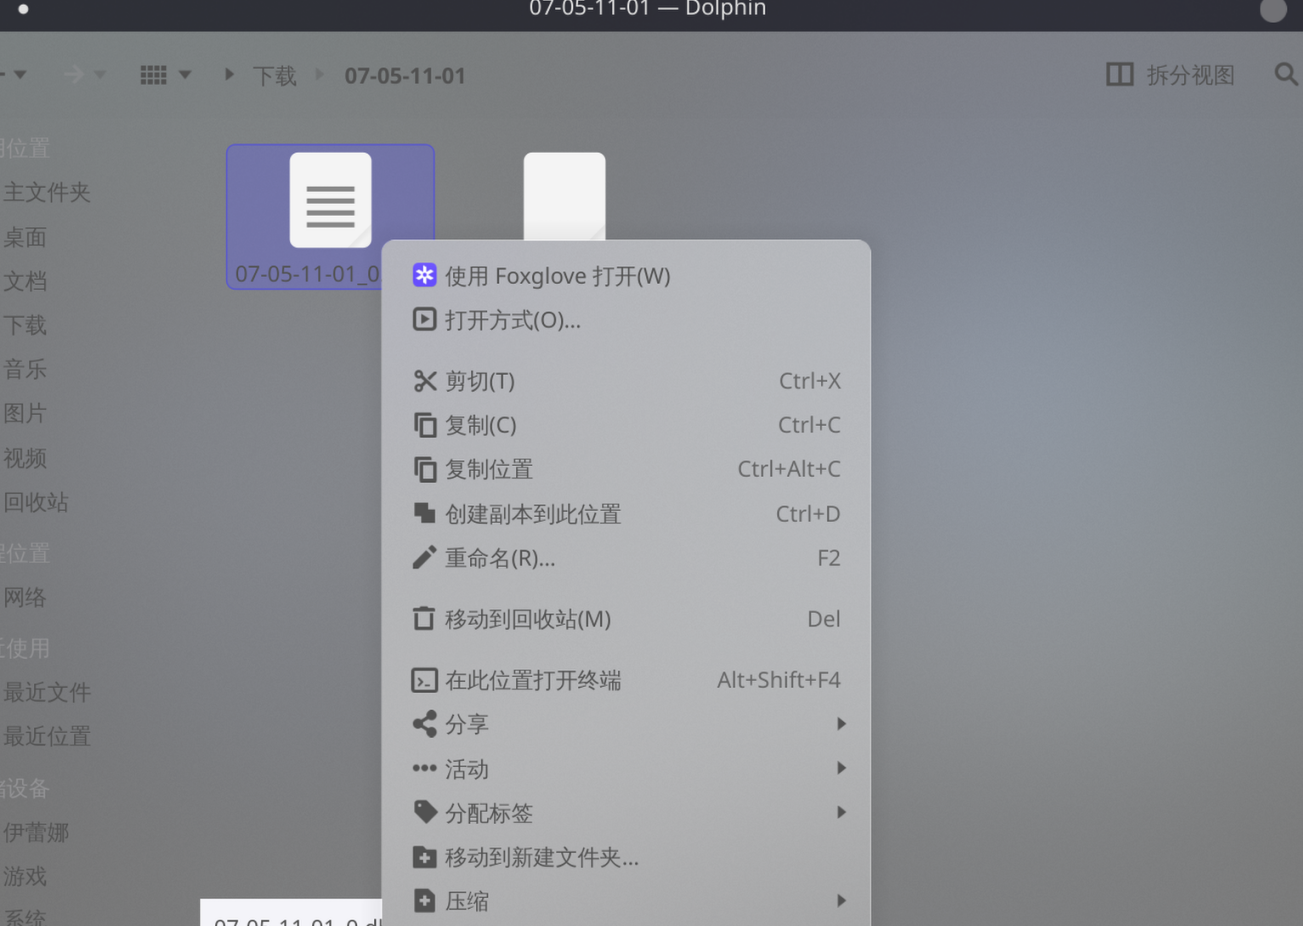 07-05-11-01 — Dolphin
下载
07-05-11-01
拆分视图
位置
主文件夹
桌面
文档
下载
音乐
图片
视频
回收站
位置
网络
使用
最近文件
最近位置
设备
伊蕾娜
游戏
系统
07-05-11-01_0
使用 Foxglove 打开(W)
打开方式(O)...
剪切(T) Ctrl+X
复制(C) Ctrl+C
复制位置 Ctrl+Alt+C
创建副本到此位置 Ctrl+D
重命名(R)... F2
移动到回收站(M) Del
在此位置打开终端 Alt+Shift+F4
分享
活动
分配标签
移动到新建文件夹...
压缩
07-05-11-01_0.d